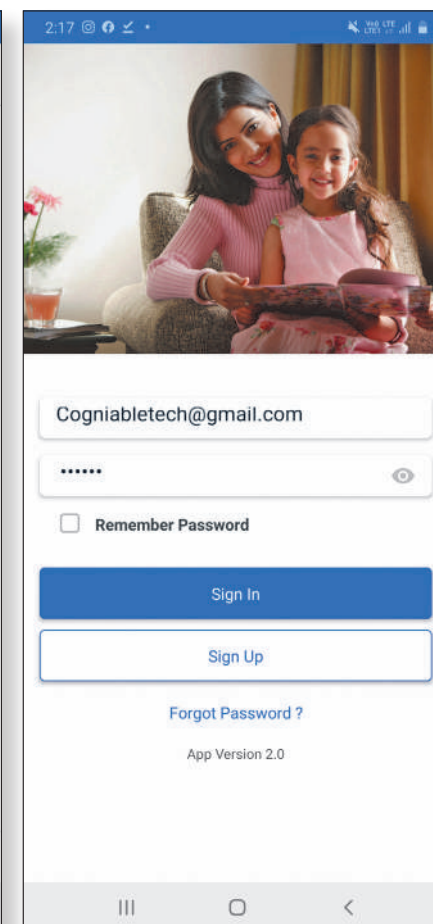 2:17
Cogniabletech@gmail.com
••••••
Remember Password
Sign In
Sign Up
Forgot Password ?
App Version 2.0